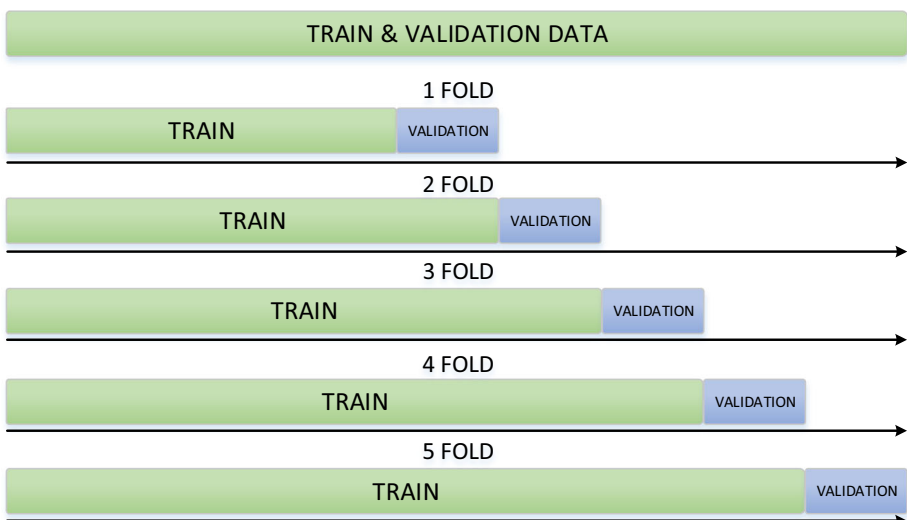 TRAIN & VALIDATION DATA
1 FOLD
TRAIN VALIDATION
2 FOLD
TRAIN VALIDATION
3 FOLD
TRAIN VALIDATION
4 FOLD
TRAIN VALIDATION
5 FOLD
TRAIN VALIDATION